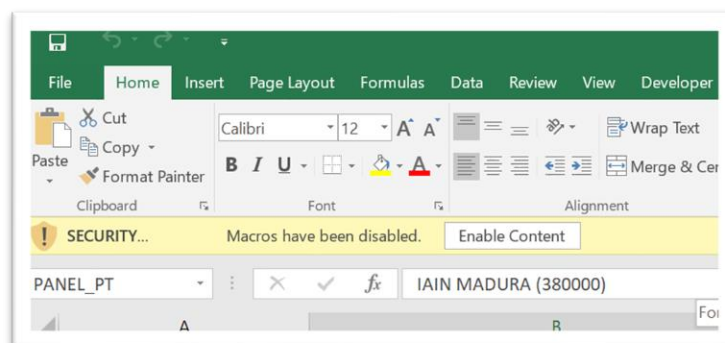 File Home Insert Page Layout Formulas Data Review View Developer
Cut
Calibri 12 A A Wrap Text
Copy
Paste B I U A Merge & Cer
Format Painter
Clipboard Font Alignment
SECURITY... Macros have been disabled. Enable Content
PANEL_PT fx IAIN MADURA (380000)
A B